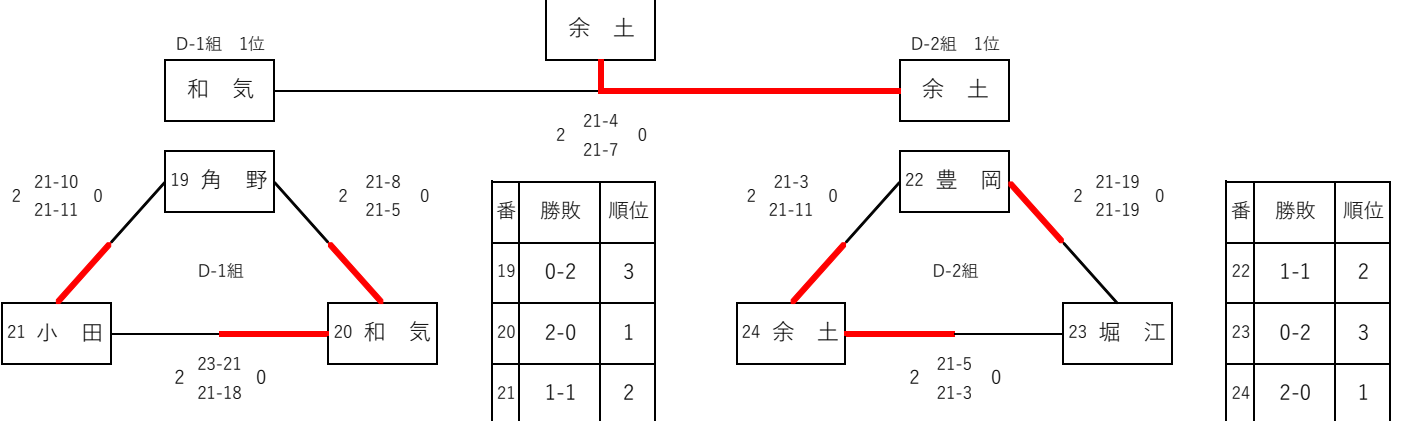 余 土
D-1組 1位
D-2組 1位
和 気
余 土
2 21-4 0
21-7
19 角 野
22 豊 岡
2 21-10 0
21-11
2 21-8 0
21-5
2 21-3 0
21-11
2 21-19 0
21-19
番 勝敗 順位
19 0-2 3
20 2-0 1
21 1-1 2
番 勝敗 順位
22 1-1 2
23 0-2 3
24 2-0 1
D-1組
D-2組
21 小 田
20 和 気
24 余 土
23 堀 江
2 23-21 0
21-18
2 21-5 0
21-3